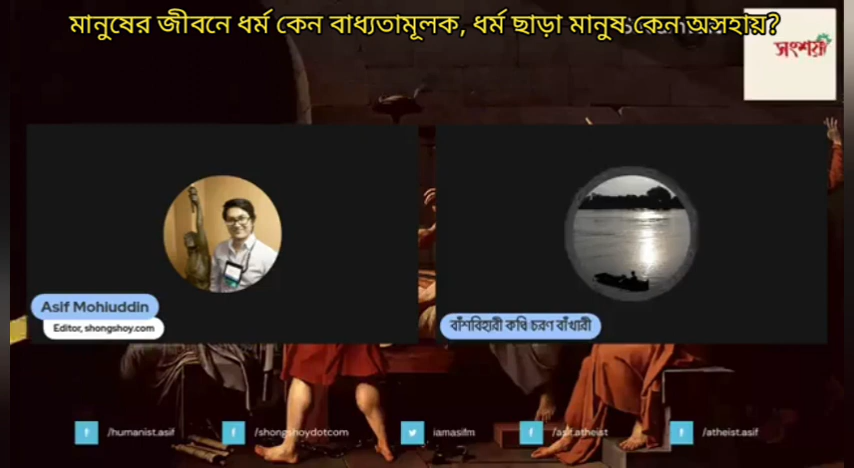 মানুষের জীবনে ধর্ম কেন বাধ্যতামূলক, ধর্ম ছাড়া মানুষ কেন অসহায়?
সংশয়
Asif Mohiuddin
Editor, shongshoy.com
বাঁশবিহারী কঞ্চি চরণ বাঁখারী
/humanist.asif
/shongshoydotcom
iamasifm
/asif.atheist
/atheist.asif